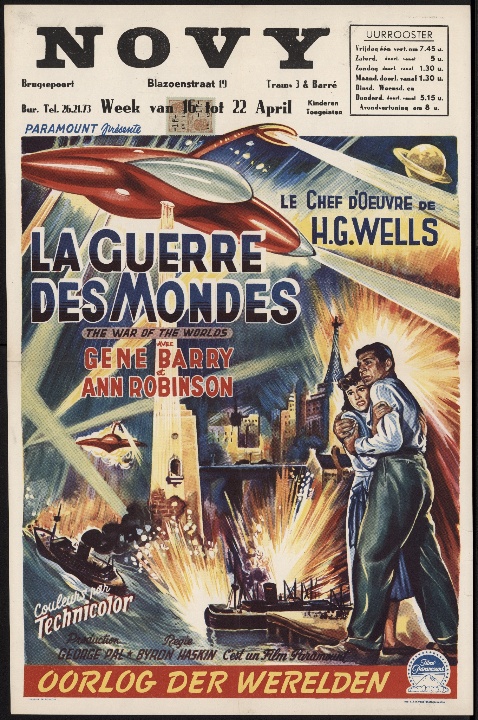 NOVY
Brugsepoort Blazoenstraat 19 Trams 3 & Barré
Bur. Tel. 26.21.73 Week van 16 tot 22 April Kinderen Toegelaten
UURROOSTER
Vrijdag één vert. om 7.45 u.
Zaterd. doorl. vanaf 5 u.
Zondag doorl. vanaf 1.30 u.
Maand. doorl. vanaf 1.30 u.
Dinsd. Woensd. en
Donderd. doorl. vanaf 5.15 u.
Avondvertoning om 8 u.
PARAMOUNT Présente
LE CHEF D'OEUVRE DE
H.G. WELLS
LA GUERRE
DES MONDES
THE WAR OF THE WORLDS
AVEC
GENE BARRY
et
ANN ROBINSON
Couleurs par
Technicolor
Production Régie
GEORGE PAL * BYRON HASKIN C'est un Film Paramount
OORLOG DER WERELDEN